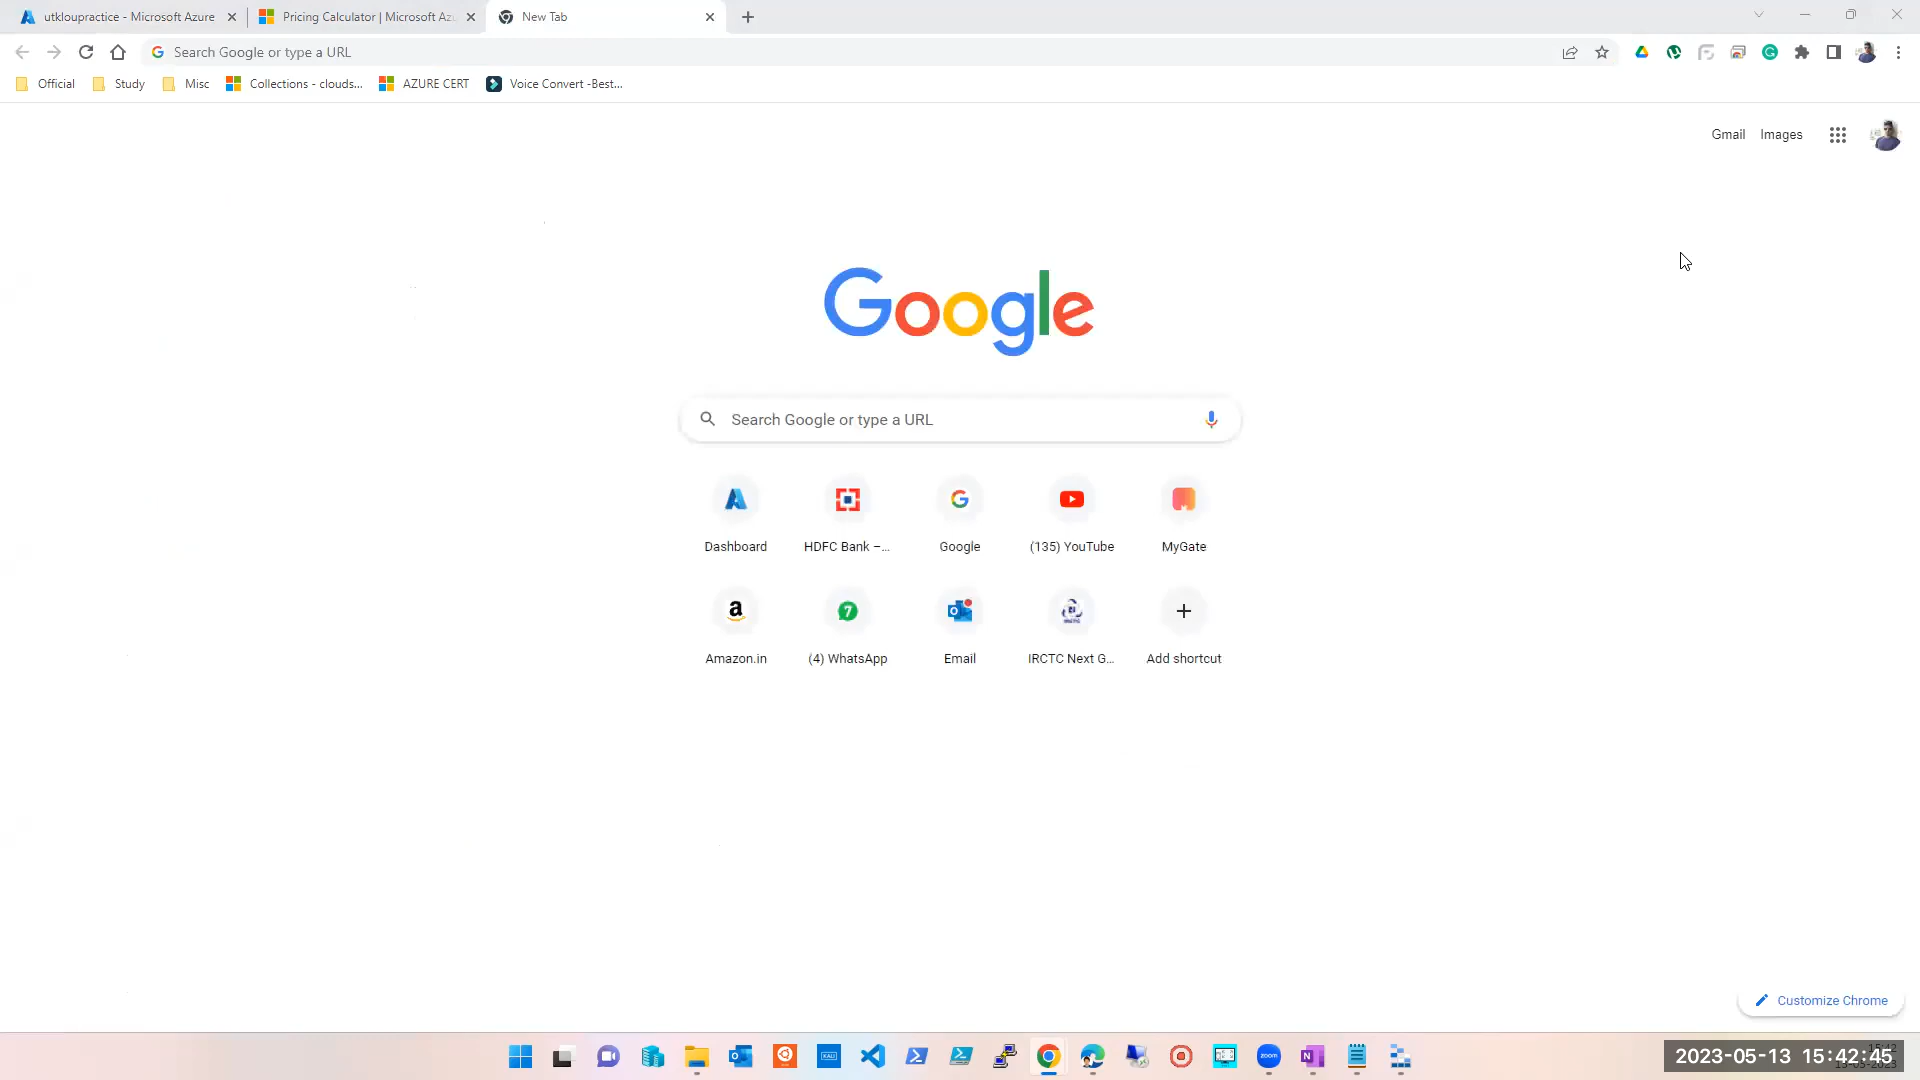 utkloupractice - Microsoft Azure
Pricing Calculator | Microsoft Azu
New Tab
Search Google or type a URL
Official
Study
Misc
Collections - clouds...
AZURE CERT
Voice Convert -Best...
Gmail
Images
Google
Search Google or type a URL
Dashboard
HDFC Bank –...
Google
(135) YouTube
MyGate
Amazon.in
(4) WhatsApp
Email
IRCTC Next G...
Add shortcut
Customize Chrome
zoom
2023-05-13 15:42:45